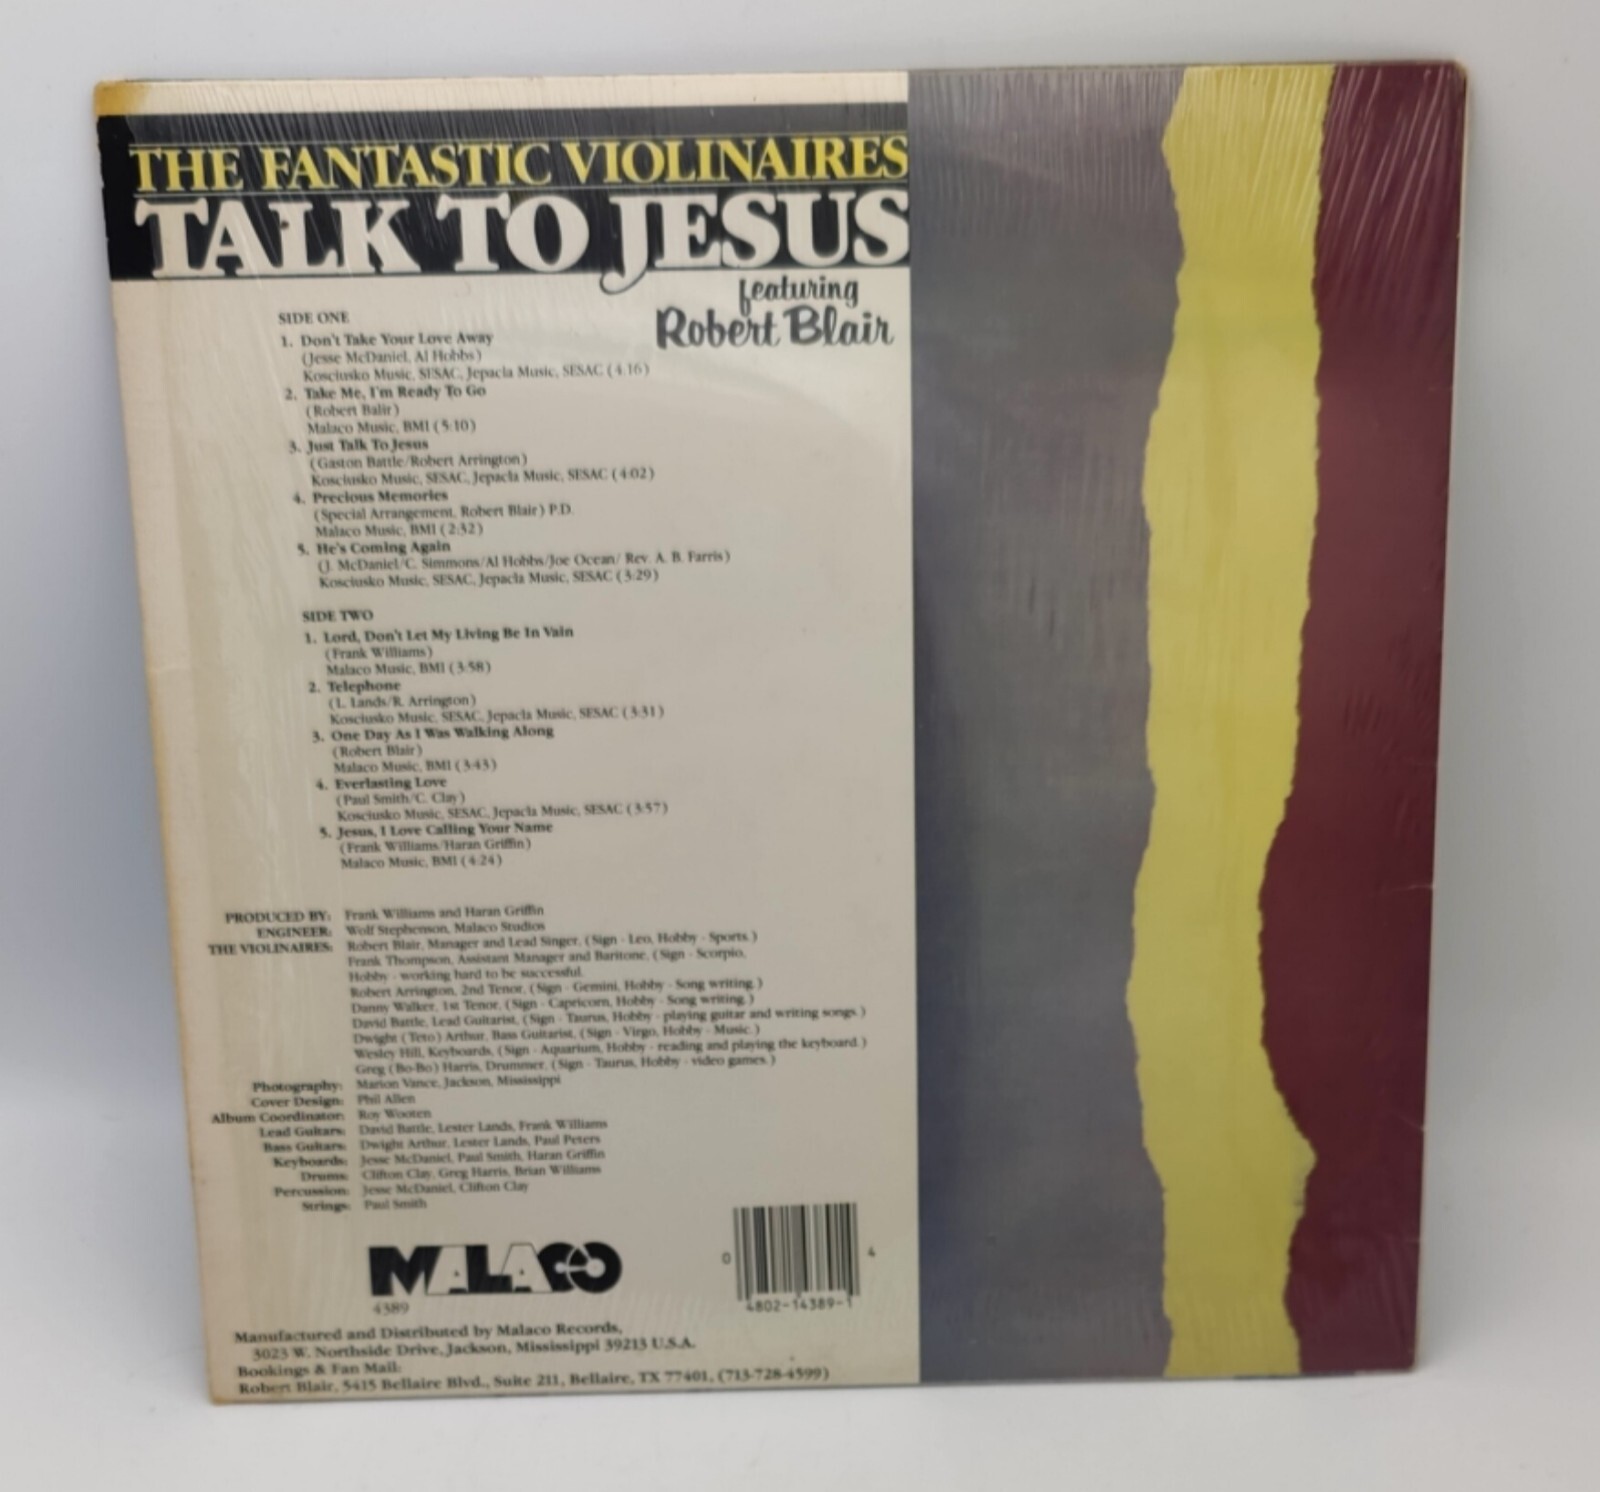 THE FANTASTIC VIOLINAIRES
TALK TO JESUS
featuring
Robert Blair
SIDE ONE
1. Don't Take Your Love Away
(Jesse McDaniel, Al Hobbs)
Kosciusko Music, SESAC, Jepacla Music, SESAC (4:16)
2. Take Me, I'm Ready To Go
(Robert Balir)
Malaco Music, BMI (5:10)
3. Just Talk To Jesus
(Gaston Battle/Robert Arrington)
Kosciusko Music, SESAC, Jepacla Music, SESAC (4:02)
4. Precious Memories
(Special Arrangement, Robert Blair) P.D.
Malaco Music, BMI (2:32)
5. He's Coming Again
(J. McDaniel/C. Simmons/Al Hobbs/Joe Ocean/ Rev. A. B. Farris)
Kosciusko Music, SESAC, Jepacla Music, SESAC (3:29)
SIDE TWO
1. Lord, Don't Let My Living Be In Vain
(Frank Williams)
Malaco Music, BMI (3:58)
2. Telephone
(L. Lands/R. Arrington)
Kosciusko Music, SESAC, Jepacla Music, SESAC (3:31)
3. One Day As I Was Walking Along
(Robert Blair)
Malaco Music, BMI (3:43)
4. Everlasting Love
(Paul Smith/C. Clay)
Kosciusko Music, SESAC, Jepacla Music, SESAC (3:57)
5. Jesus, I Love Calling Your Name
(Frank Williams/Haran Griffin)
Malaco Music, BMI (4:24)
PRODUCED BY: Frank Williams and Haran Griffin
ENGINEER: Wolf Stephenson, Malaco Studios
THE VIOLINAIRES: Robert Blair, Manager and Lead Singer, (Sign - Leo, Hobby - Sports.)
Frank Thompson, Assistant Manager and Baritone, (Sign - Scorpio,
Hobby - working hard to be successful.
Robert Arrington, 2nd Tenor, (Sign - Gemini, Hobby - Song writing.)
Danny Walker, 1st Tenor, (Sign - Capricorn, Hobby - Song writing.)
David Battle, Lead Guitarist, (Sign - Taurus, Hobby - playing guitar and writing songs.)
Dwight (Teto) Arthur, Bass Guitarist, (Sign - Virgo, Hobby - Music.)
Wesley Hill, Keyboards, (Sign - Aquarium, Hobby - reading and playing the keyboard.)
Greg (Bo-Bo) Harris, Drummer, (Sign - Taurus, Hobby - video games.)
Photography: Marion Vance, Jackson, Mississippi
Cover Design: Phil Allen
Album Coordinator: Roy Wooten
Lead Guitars: David Battle, Lester Lands, Frank Williams
Bass Guitars: Dwight Arthur, Lester Lands, Paul Peters
Keyboards: Jesse McDaniel, Paul Smith, Haran Griffin
Drums: Clifton Clay, Greg Harris, Brian Williams
Percussion: Jesse McDaniel, Clifton Clay
Strings: Paul Smith
MALACO
4389
0 4
4802-14389-1
Manufactured and Distributed by Malaco Records,
3023 W. Northside Drive, Jackson, Mississippi 39213 U.S.A.
Bookings & Fan Mail:
Robert Blair, 5415 Bellaire Blvd., Suite 211, Bellaire, TX 77401, (713-728-4599)